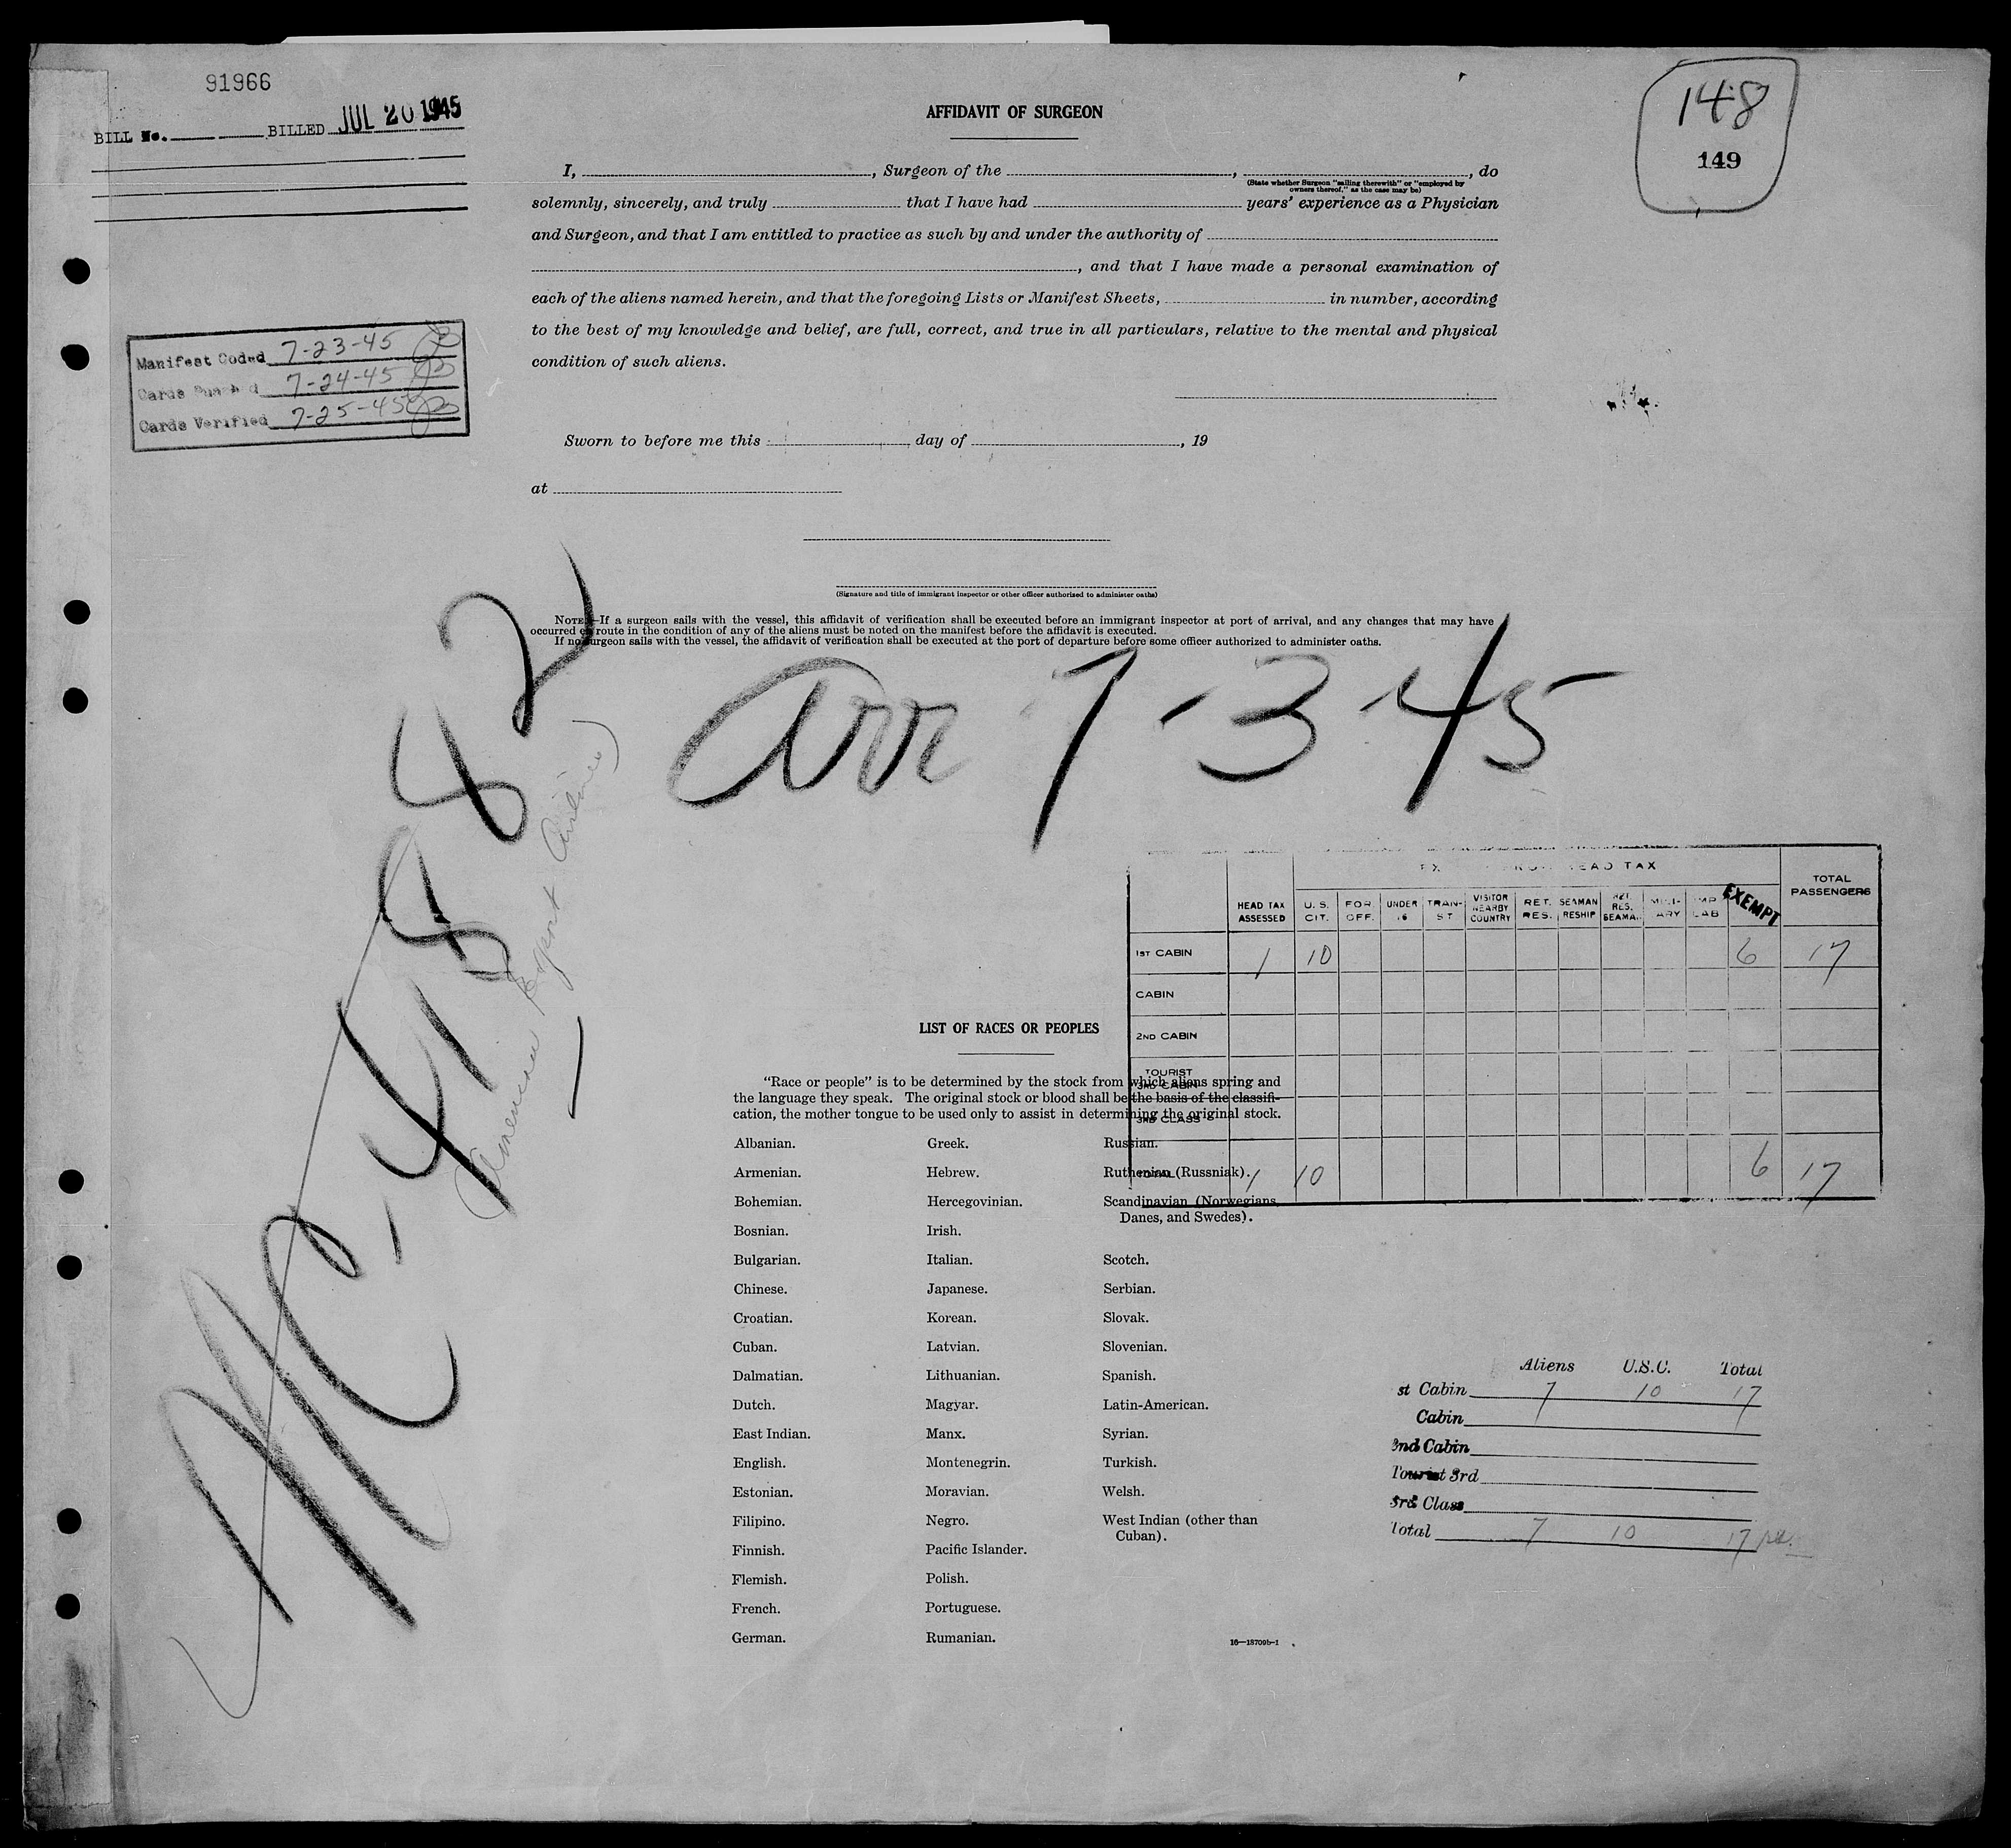 91966
BILL No. BILLED JUL 20 1945
148
149
AFFIDAVIT OF SURGEON
I, , Surgeon of the , , do
(State whether Surgeon "sailing therewith" or "employed by
owners thereof," as the case may be)
solemnly, sincerely, and truly that I have had years' experience as a Physician
and Surgeon, and that I am entitled to practice as such by and under the authority of
, and that I have made a personal examination of
each of the aliens named herein, and that the foregoing Lists or Manifest Sheets, in number, according
to the best of my knowledge and belief, are full, correct, and true in all particulars, relative to the mental and physical
condition of such aliens.
Manifest Coded 7-23-45
Cards 7-24-45
Cards Verified 7-25-45
Sworn to before me this day of , 19
at
(Signature and title of immigrant inspector or other officer authorized to administer oaths)
NOTE.—If a surgeon sails with the vessel, this affidavit of verification shall be executed before an immigrant inspector at port of arrival, and any changes that may have
occurred en route in the condition of any of the aliens must be noted on the manifest before the affidavit is executed.
If no surgeon sails with the vessel, the affidavit of verification shall be executed at the port of departure before some officer authorized to administer oaths.
Arr 7-3-45
NC-41882
(American Export Airlines)
HEAD TAX
HEAD TAX ASSESSED U.S. CIT. FOR. OFF. UNDER 16 TRAN- ST VISITOR NEARBY COUNTRY RET. RES. SEAMAN RESHIP RET. RES. SEAMA. MILI- ARY IMP LAB EXEMPT TOTAL PASSENGERS
1ST CABIN 1 10 6 17
CABIN
2ND CABIN
TOURIST 3RD CABIN
3RD CLASS
TOTAL 1 10 6 17
LIST OF RACES OR PEOPLES
"Race or people" is to be determined by the stock from which aliens spring and
the language they speak. The original stock or blood shall be the basis of the classifi-
cation, the mother tongue to be used only to assist in determining the original stock.
Albanian.
Armenian.
Bohemian.
Bosnian.
Bulgarian.
Chinese.
Croatian.
Cuban.
Dalmatian.
Dutch.
East Indian.
English.
Estonian.
Filipino.
Finnish.
Flemish.
French.
German.
Greek.
Hebrew.
Hercegovinian.
Irish.
Italian.
Japanese.
Korean.
Latvian.
Lithuanian.
Magyar.
Manx.
Montenegrin.
Moravian.
Negro.
Pacific Islander.
Polish.
Portuguese.
Rumanian.
Russian.
Ruthenian (Russniak).
Scandinavian (Norwegians,
Danes, and Swedes).
Scotch.
Serbian.
Slovak.
Slovenian.
Spanish.
Latin-American.
Syrian.
Turkish.
Welsh.
West Indian (other than
Cuban).
16—18709b-1
Aliens U.S.C. Total
st Cabin 7 10 17
Cabin
2nd Cabin
Tourist 3rd
3rd Class
Total 7 10 17